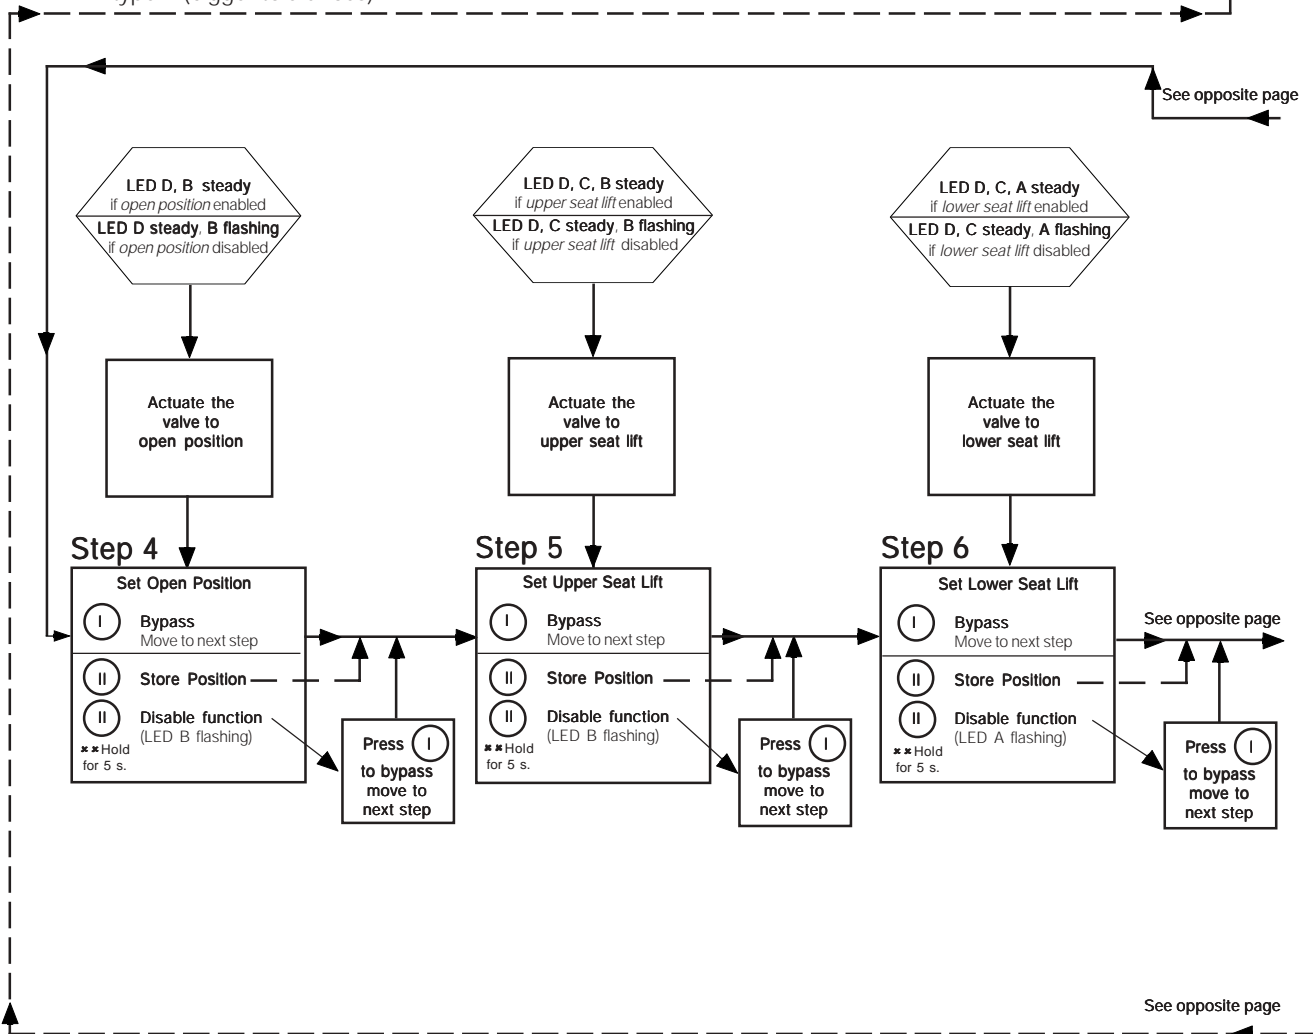 See opposite page
LED D, B steady
if open position enabled
LED D steady, B flashing
if open position disabled
LED D, C, B steady
if upper seat lift enabled
LED D, C steady, B flashing
if upper seat lift disabled
LED D, C, A steady
if lower seat lift enabled
LED D, C steady, A flashing
if lower seat lift disabled
Actuate the
valve to
open position
Actuate the
valve to
upper seat lift
Actuate the
valve to
lower seat lift
Step 4
Set Open Position
I
Bypass
Move to next step
II
Store Position
II
Disable function
(LED B flashing)
**Hold
for 5 s.
Press I
to bypass
move to
next step
Step 5
Set Upper Seat Lift
I
Bypass
Move to next step
II
Store Position
II
Disable function
(LED B flashing)
**Hold
for 5 s.
Press I
to bypass
move to
next step
Step 6
Set Lower Seat Lift
I
Bypass
Move to next step
II
Store Position
II
Disable function
(LED A flashing)
**Hold
for 5 s.
See opposite page
Press I
to bypass
move to
next step
See opposite page